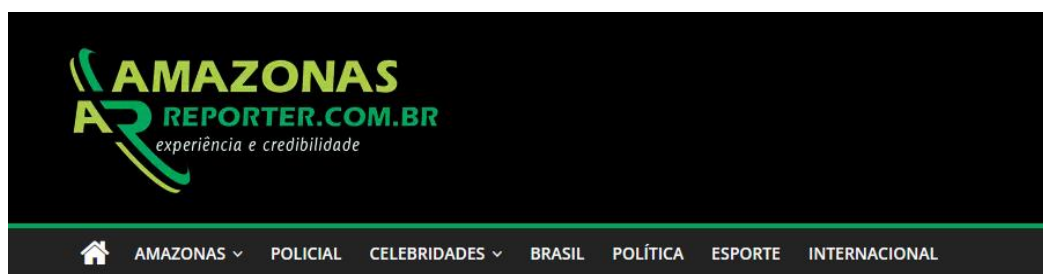 AMAZONAS
AR REPORTER.COM.BR
experiência e credibilidade
AMAZONAS POLICIAL CELEBRIDADES BRASIL POLÍTICA ESPORTE INTERNACIONAL